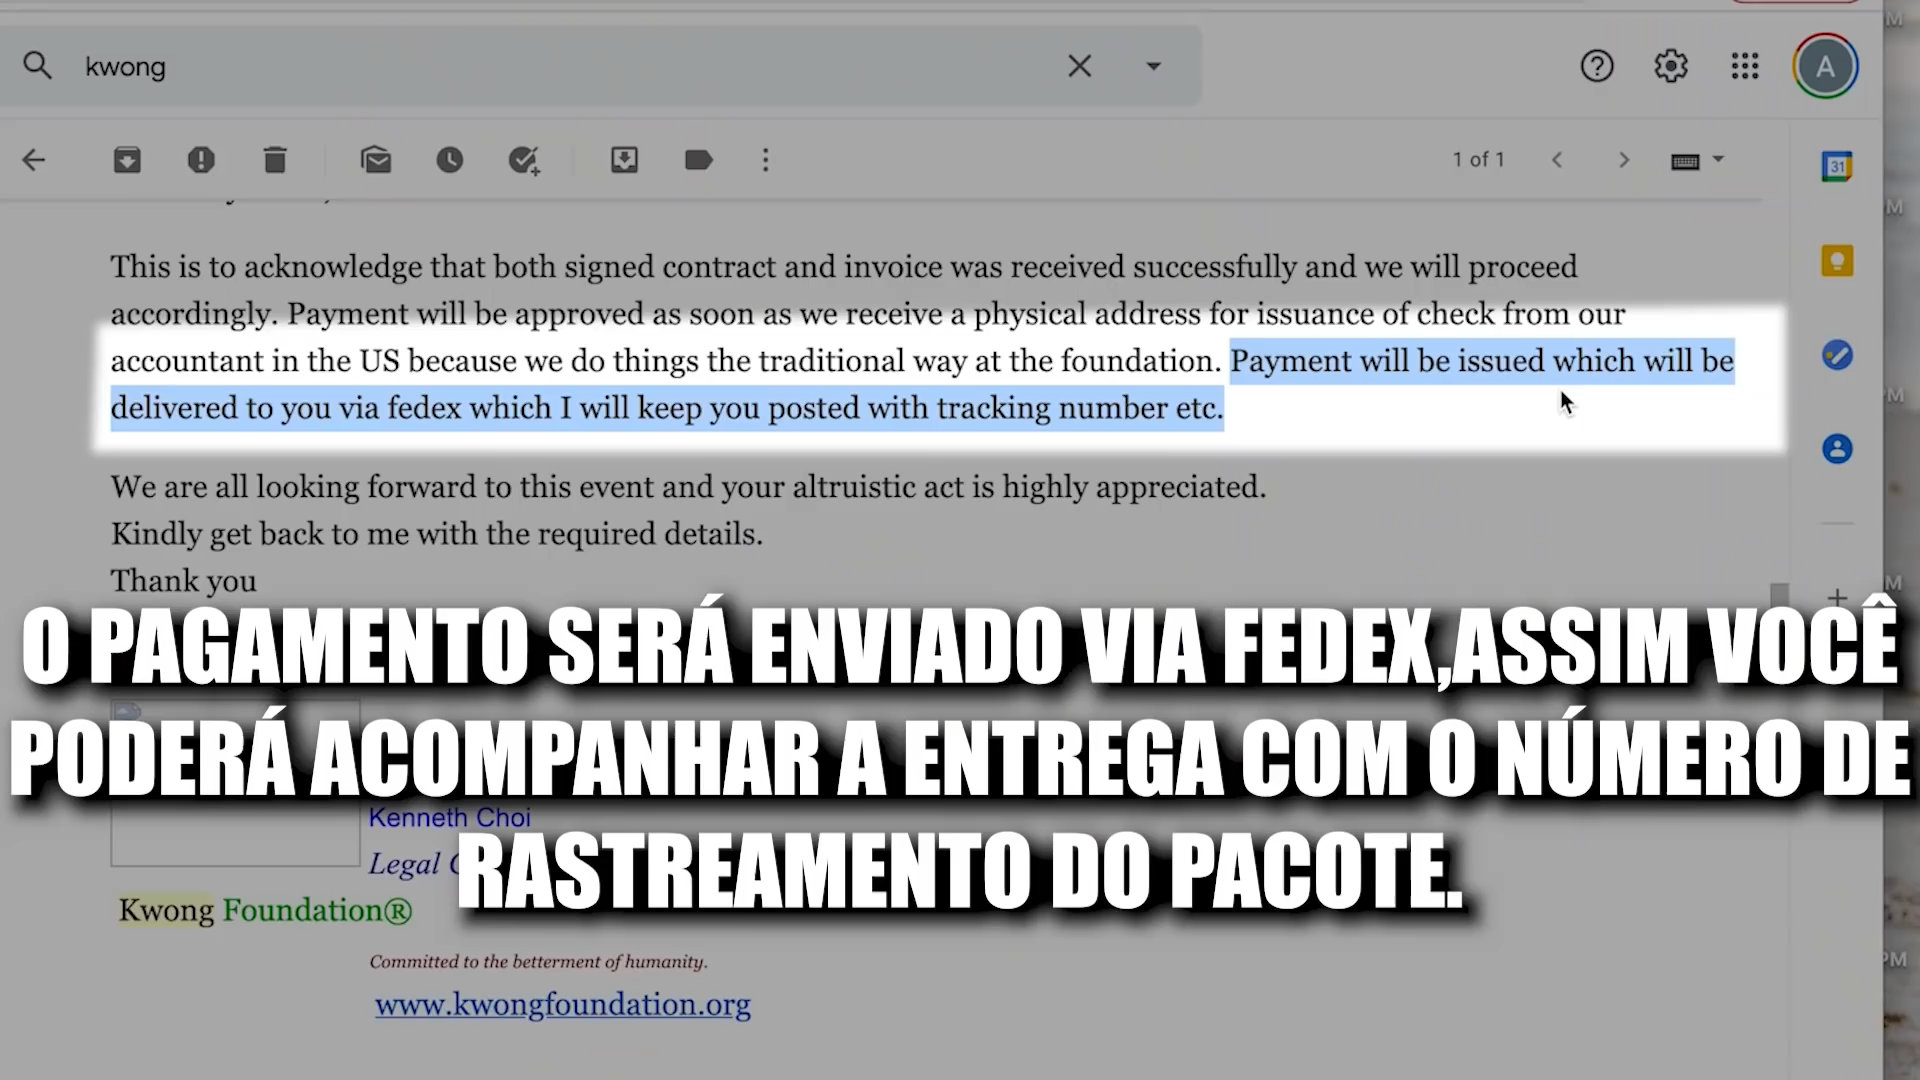 kwong
A
1 of 1
31
This is to acknowledge that both signed contract and invoice was received successfully and we will proceed
accordingly. Payment will be approved as soon as we receive a physical address for issuance of check from our
accountant in the US because we do things the traditional way at the foundation. Payment will be issued which will be
delivered to you via fedex which I will keep you posted with tracking number etc.
We are all looking forward to this event and your altruistic act is highly appreciated.
Kindly get back to me with the required details.
Thank you
O PAGAMENTO SERÁ ENVIADO VIA FEDEX,ASSIM VOCÊ
PODERÁ ACOMPANHAR A ENTREGA COM O NÚMERO DE
RASTREAMENTO DO PACOTE.
Kenneth Choi
Legal
Kwong Foundation®
Committed to the betterment of humanity.
www.kwongfoundation.org
PM